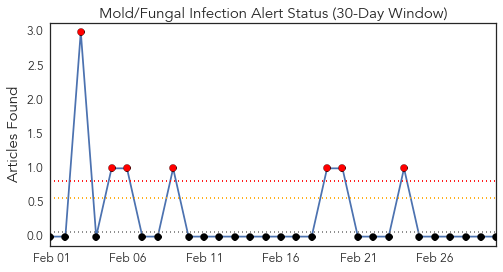 Mold/Fungal Infection Alert Status (30-Day Window)
Articles Found
3.0
2.5
2.0
1.5
1.0
0.5
0.0
Feb 01 Feb 06 Feb 11 Feb 16 Feb 21 Feb 26